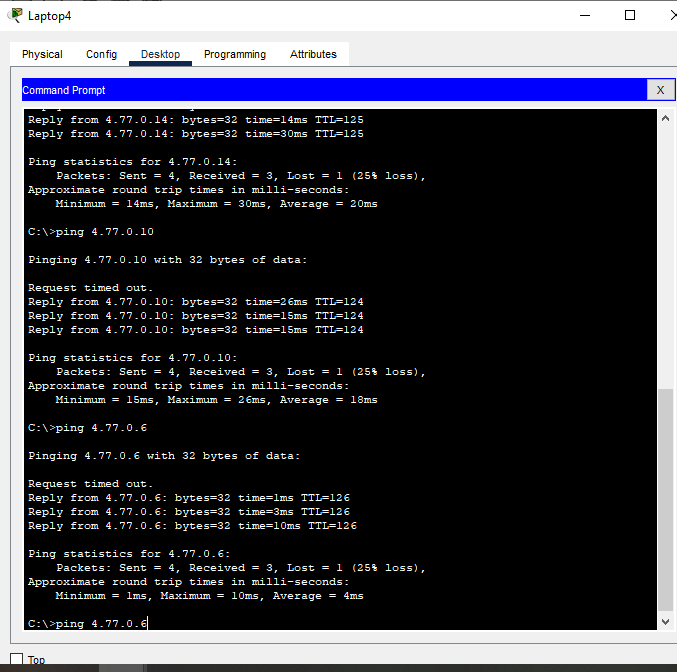 Laptop4
Physical Config Desktop Programming Attributes
Command Prompt
X
Reply from 4.77.0.14: bytes=32 time=14ms TTL=125
Reply from 4.77.0.14: bytes=32 time=30ms TTL=125
Ping statistics for 4.77.0.14:
Packets: Sent = 4, Received = 3, Lost = 1 (25% loss),
Approximate round trip times in milli-seconds:
Minimum = 14ms, Maximum = 30ms, Average = 20ms
C:\>ping 4.77.0.10
Pinging 4.77.0.10 with 32 bytes of data:
Request timed out.
Reply from 4.77.0.10: bytes=32 time=26ms TTL=124
Reply from 4.77.0.10: bytes=32 time=15ms TTL=124
Reply from 4.77.0.10: bytes=32 time=15ms TTL=124
Ping statistics for 4.77.0.10:
Packets: Sent = 4, Received = 3, Lost = 1 (25% loss),
Approximate round trip times in milli-seconds:
Minimum = 15ms, Maximum = 26ms, Average = 18ms
C:\>ping 4.77.0.6
Pinging 4.77.0.6 with 32 bytes of data:
Request timed out.
Reply from 4.77.0.6: bytes=32 time=1ms TTL=126
Reply from 4.77.0.6: bytes=32 time=3ms TTL=126
Reply from 4.77.0.6: bytes=32 time=10ms TTL=126
Ping statistics for 4.77.0.6:
Packets: Sent = 4, Received = 3, Lost = 1 (25% loss),
Approximate round trip times in milli-seconds:
Minimum = 1ms, Maximum = 10ms, Average = 4ms
C:\>ping 4.77.0.6
Top